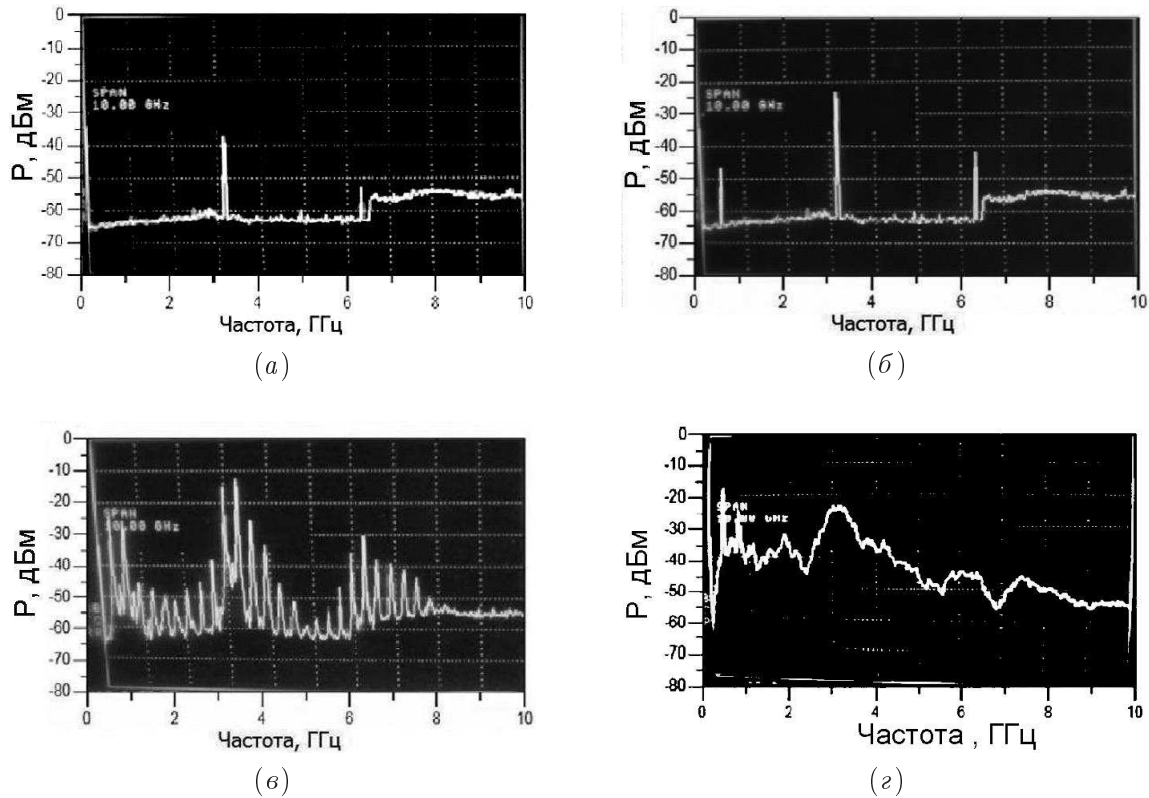 -0
-10
-20
-30
-40
-50
-60
-70
-80
P, дБм
SPAN
10.00 GHz
0 2 4 6 8 10
Частота, ГГц
(а)
-0
-10
-20
-30
-40
-50
-60
-70
-80
P, дБм
SPAN
10.00 GHz
0 2 4 6 8 10
Частота, ГГц
(б)
0
-10
-20
-30
-40
-50
-60
-70
-80
P, дБм
SPAN
10.00 GHz
0 2 4 6 8 10
Частота, ГГц
(в)
0
-10
-20
-30
-40
-50
-60
-70
-80
P, дБм
SPAN
GHz
0 2 4 6 8 10
Частота , ГГц
(г)